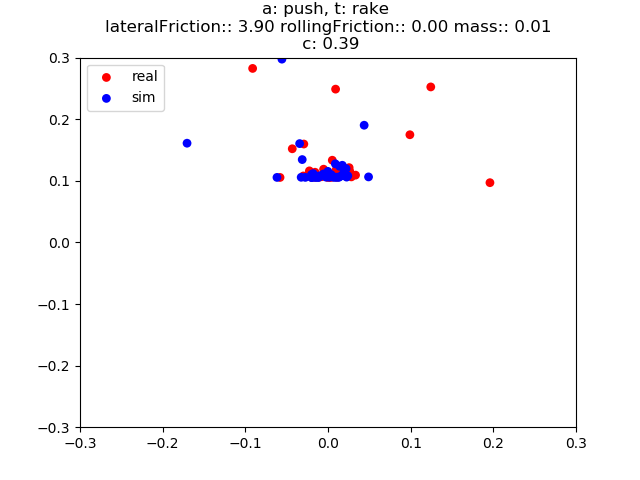 a: push, t: rake
lateralFriction:: 3.90 rollingFriction:: 0.00 mass:: 0.01
c: 0.39
real
sim
0.3
0.2
0.1
0.0
−0.1
−0.2
−0.3
−0.3 −0.2 −0.1 0.0 0.1 0.2 0.3